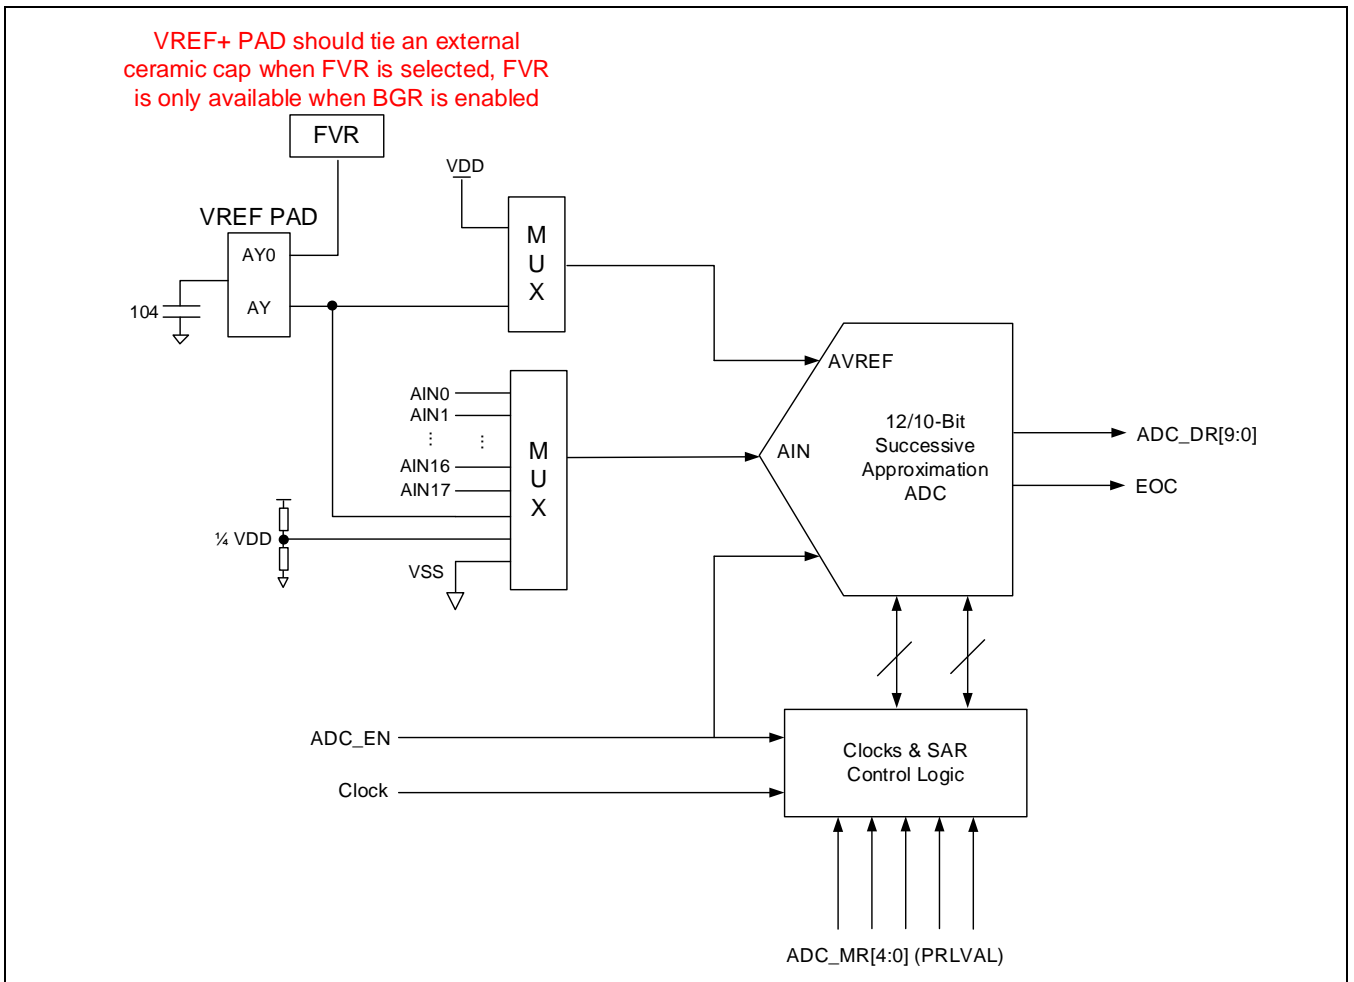 VREF+ PAD should tie an external
ceramic cap when FVR is selected, FVR
is only available when BGR is enabled
FVR
VDD
VREF PAD
AY0
AY
104
M
U
X
AVREF
AIN0
AIN1
...
...
AIN16
AIN17
M
U
X
AIN
12/10-Bit
Successive
Approximation
ADC
ADC_DR[9:0]
EOC
¼ VDD
VSS
ADC_EN
Clock
Clocks & SAR
Control Logic
ADC_MR[4:0] (PRLVAL)